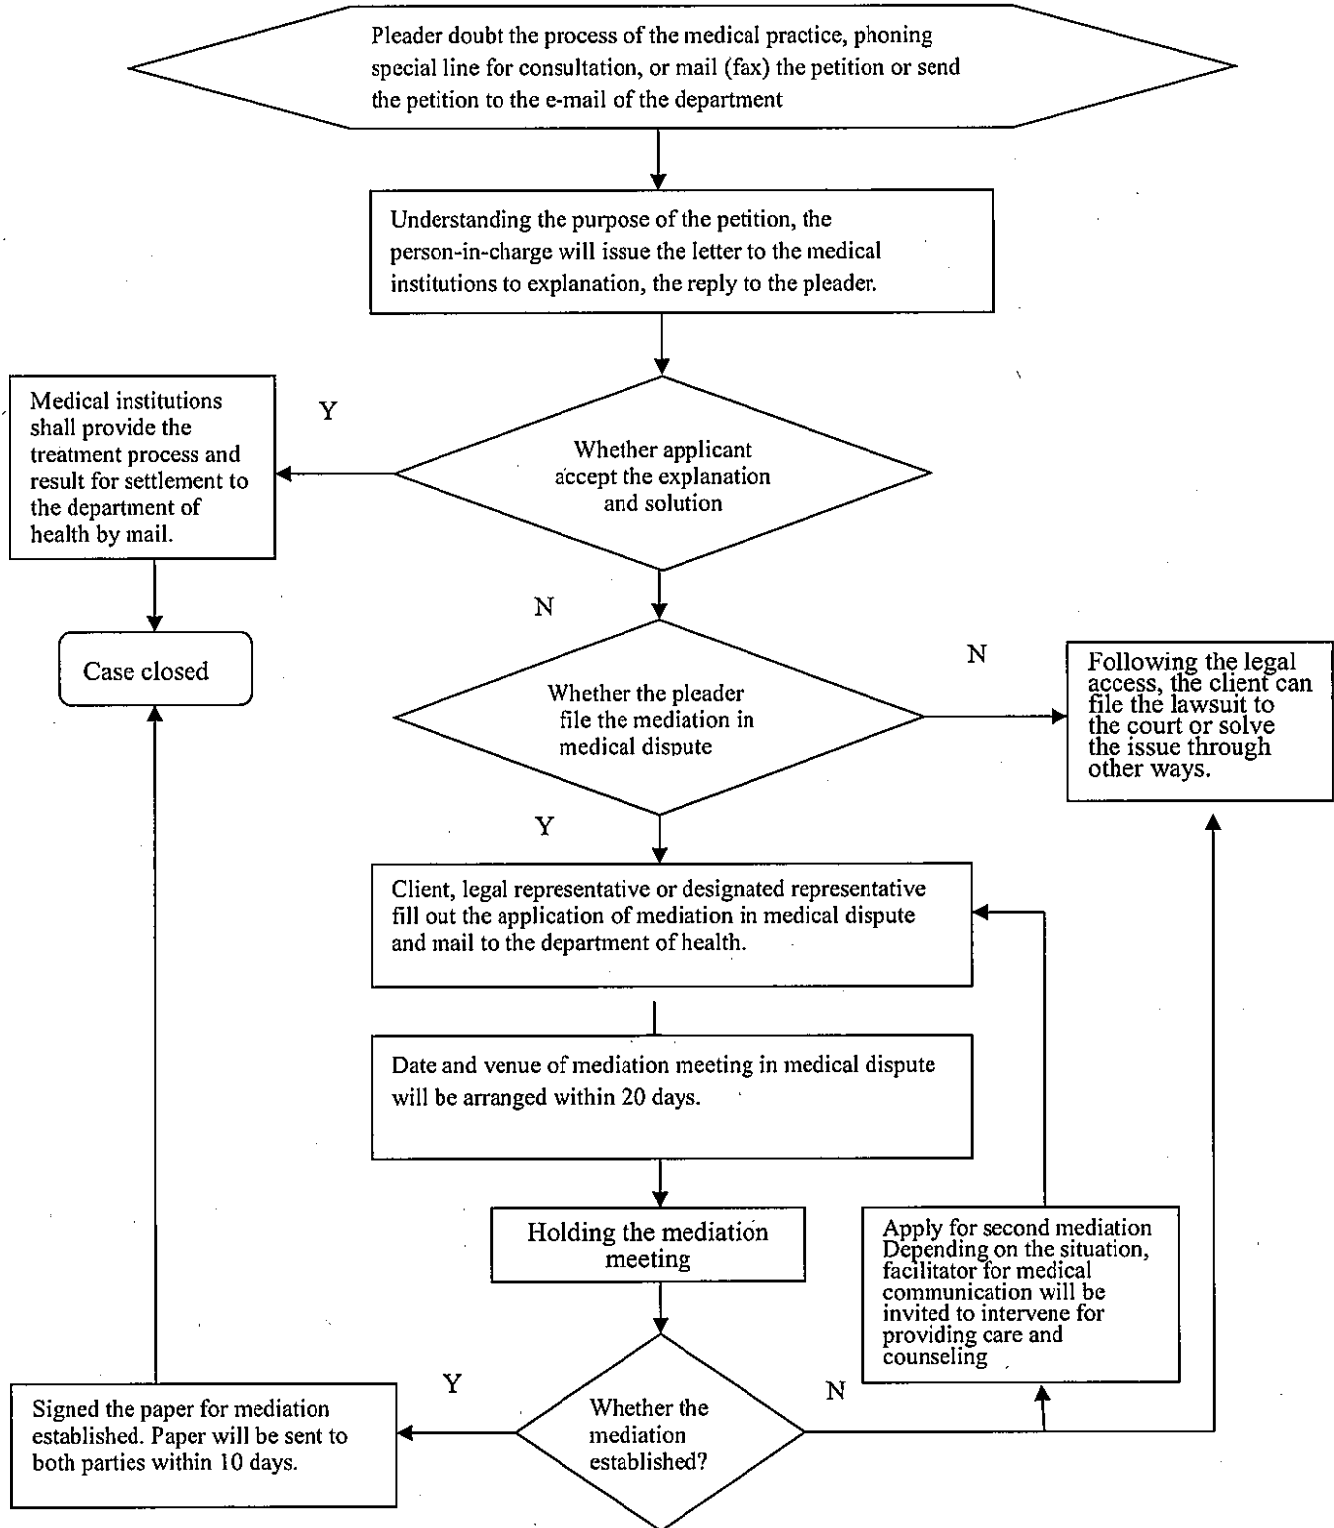 Pleader doubt the process of the medical practice, phoning
special line for consultation, or mail (fax) the petition or send
the petition to the e-mail of the department
Understanding the purpose of the petition, the
person-in-charge will issue the letter to the medical
institutions to explanation, the reply to the pleader.
Medical institutions
shall provide the
treatment process and
result for settlement to
the department of
health by mail.
Y
Whether applicant
accept the explanation
and solution
N
Case closed
Whether the pleader
file the mediation in
medical dispute
N
Following the legal
access, the client can
file the lawsuit to
the court or solve
the issue through
other ways.
Y
Client, legal representative or designated representative
fill out the application of mediation in medical dispute
and mail to the department of health.
Date and venue of mediation meeting in medical dispute
will be arranged within 20 days.
Holding the mediation
meeting
Apply for second mediation
Depending on the situation,
facilitator for medical
communication will be
invited to intervene for
providing care and
counseling
Y
Whether the
mediation
established?
N
Signed the paper for mediation
established. Paper will be sent to
both parties within 10 days.